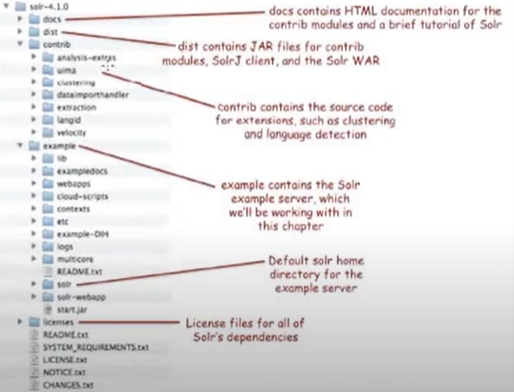 solr-4.1.0
docs
dist
contrib
analysis-extras
uima
clustering
dataimporthandler
extraction
langid
velocity
example
lib
exampledocs
webapps
cloud-scripts
contexts
etc
example-DIH
logs
multicore
README.txt
solr
solr-webapp
start.jar
licenses
README.txt
SYSTEM_REQUIREMENTS.txt
LICENSE.txt
NOTICE.txt
CHANGES.txt
docs contains HTML documentation for the
contrib modules and a brief tutorial of Solr
dist contains JAR files for contrib
modules, SolrJ client, and the Solr WAR
contrib contains the source code
for extensions, such as clustering
and language detection
example contains the Solr
example server, which
we'll be working with in
this chapter
Default solr home
directory for the
example server
License files for all of
Solr's dependencies